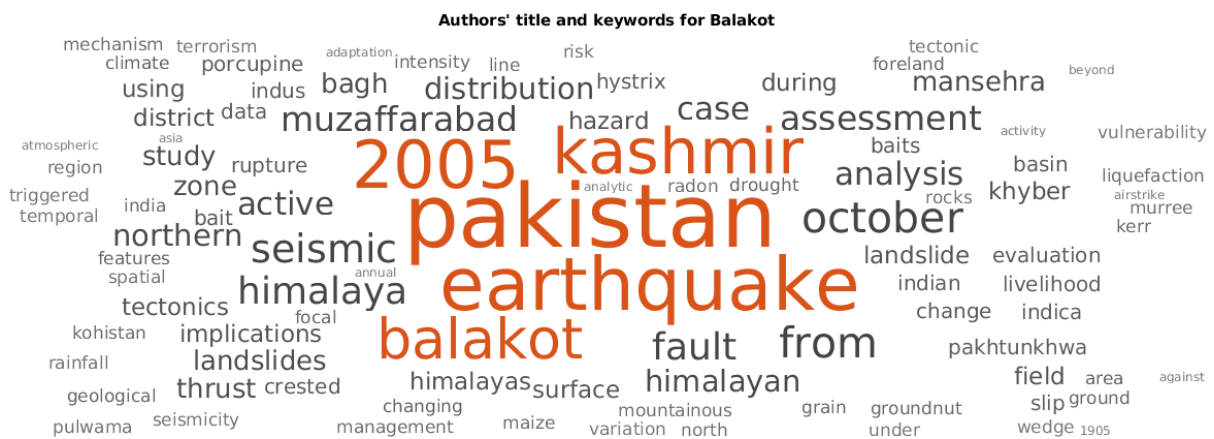 Authors' title and keywords for Balakot
mechanism terrorism adaptation risk tectonic
climate porcupine intensity line foreland beyond
using indus bagh distribution hystrix during mansehra
district data muzaffarabad hazard case assessment activity vulnerability
atmospheric asia 2005 kashmir baits
region study rupture analysis basin liquefaction
triggered zone analytic radon drought rocks khyber airstrike
temporal india bait active pakistan october murree
northern kerr
features seismic landslide evaluation
spatial annual himalaya earthquake indian livelihood
tectonics focal change indica
kohistan implications balakot fault from pakhtunkhwa
rainfall landslides
geological thrust crested himalayas surface himalayan field area against
pulwama seismicity changing mountainous grain groundnut slip ground
management maize variation north under wedge 1905